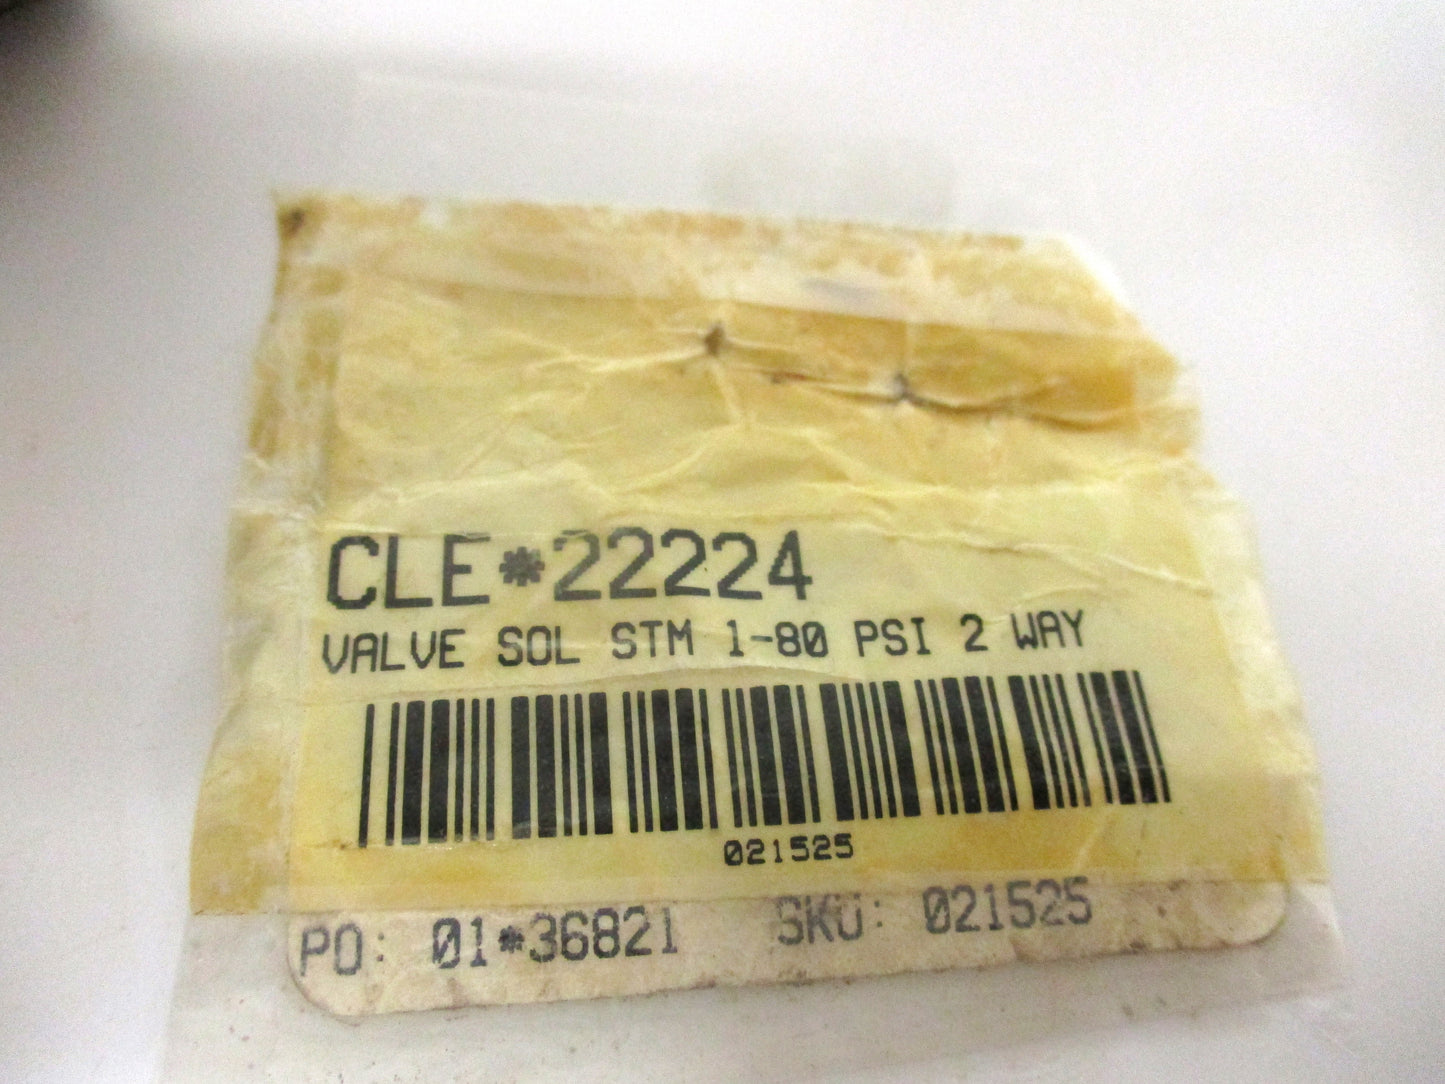 CLE*22224
VALVE SOL STM 1-80 PSI 2 WAY
021525
PO: 01*36821 SKU: 021525